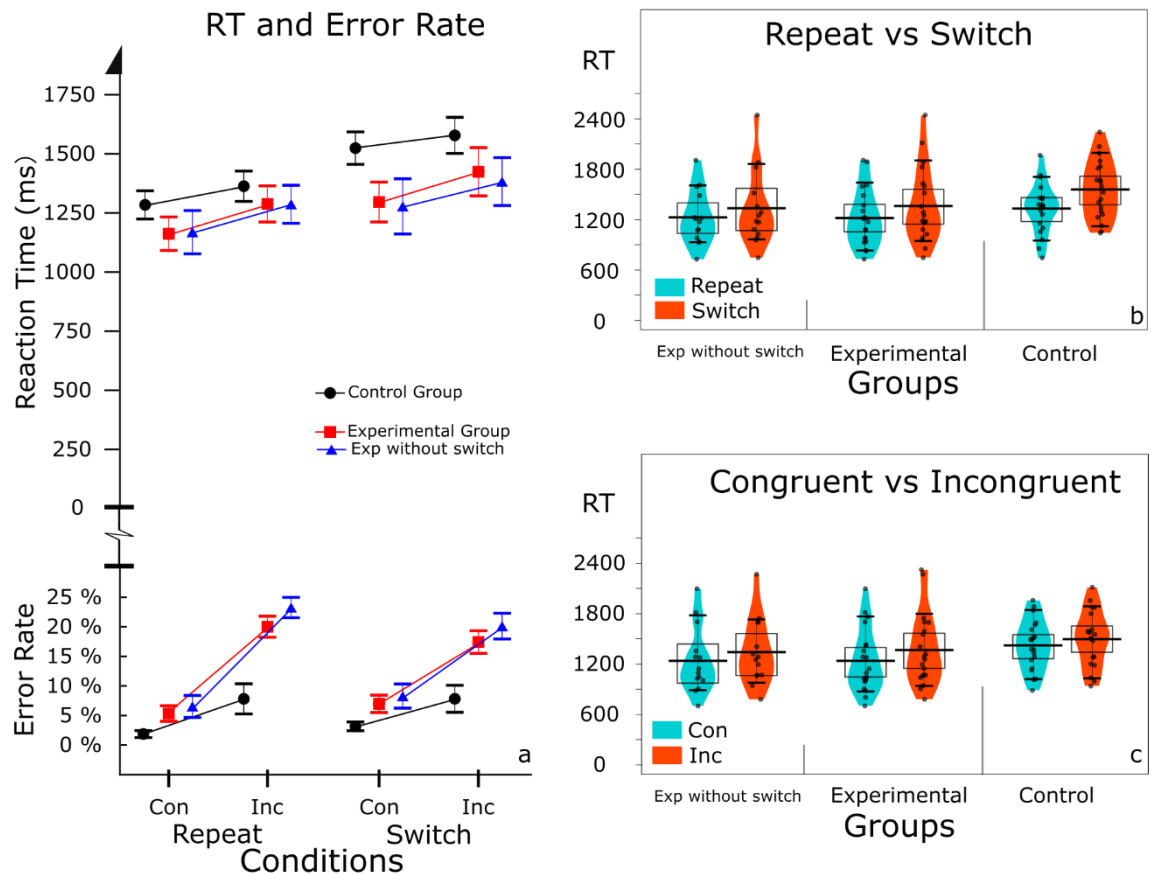 RT and Error Rate
Reaction Time (ms)
1750
1500
1250
1000
750
500
250
0
Control Group
Experimental Group
Exp without switch
Error Rate
25 %
20 %
15 %
10 %
5 %
0 %
a
Con Inc Con Inc
Repeat Switch
Conditions
Repeat vs Switch
RT
2400
1800
1200
600
0
Repeat
Switch
b
Exp without switch Experimental Control
Groups
Congruent vs Incongruent
RT
2400
1800
1200
600
0
Con
Inc
c
Exp without switch Experimental Control
Groups